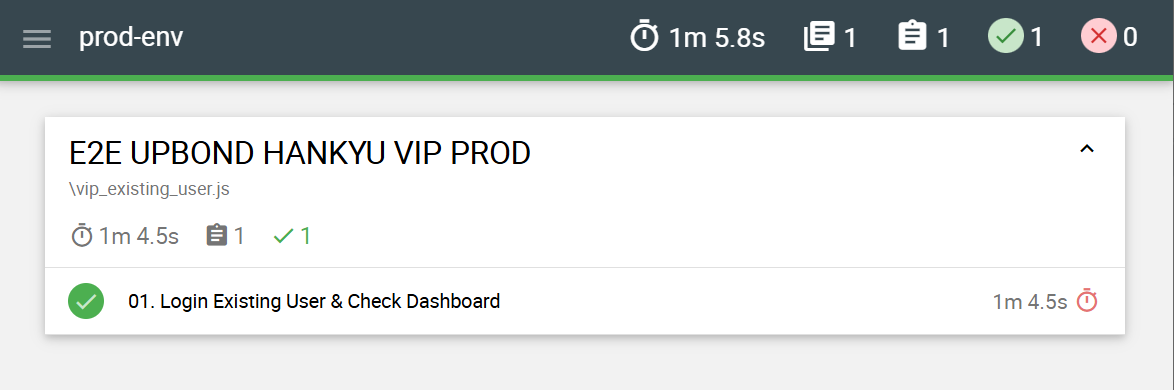 prod-env 1m 5.8s 1 1 1 0
E2E UPBOND HANKYU VIP PROD
\vip_existing_user.js
1m 4.5s 1 1
01. Login Existing User & Check Dashboard 1m 4.5s